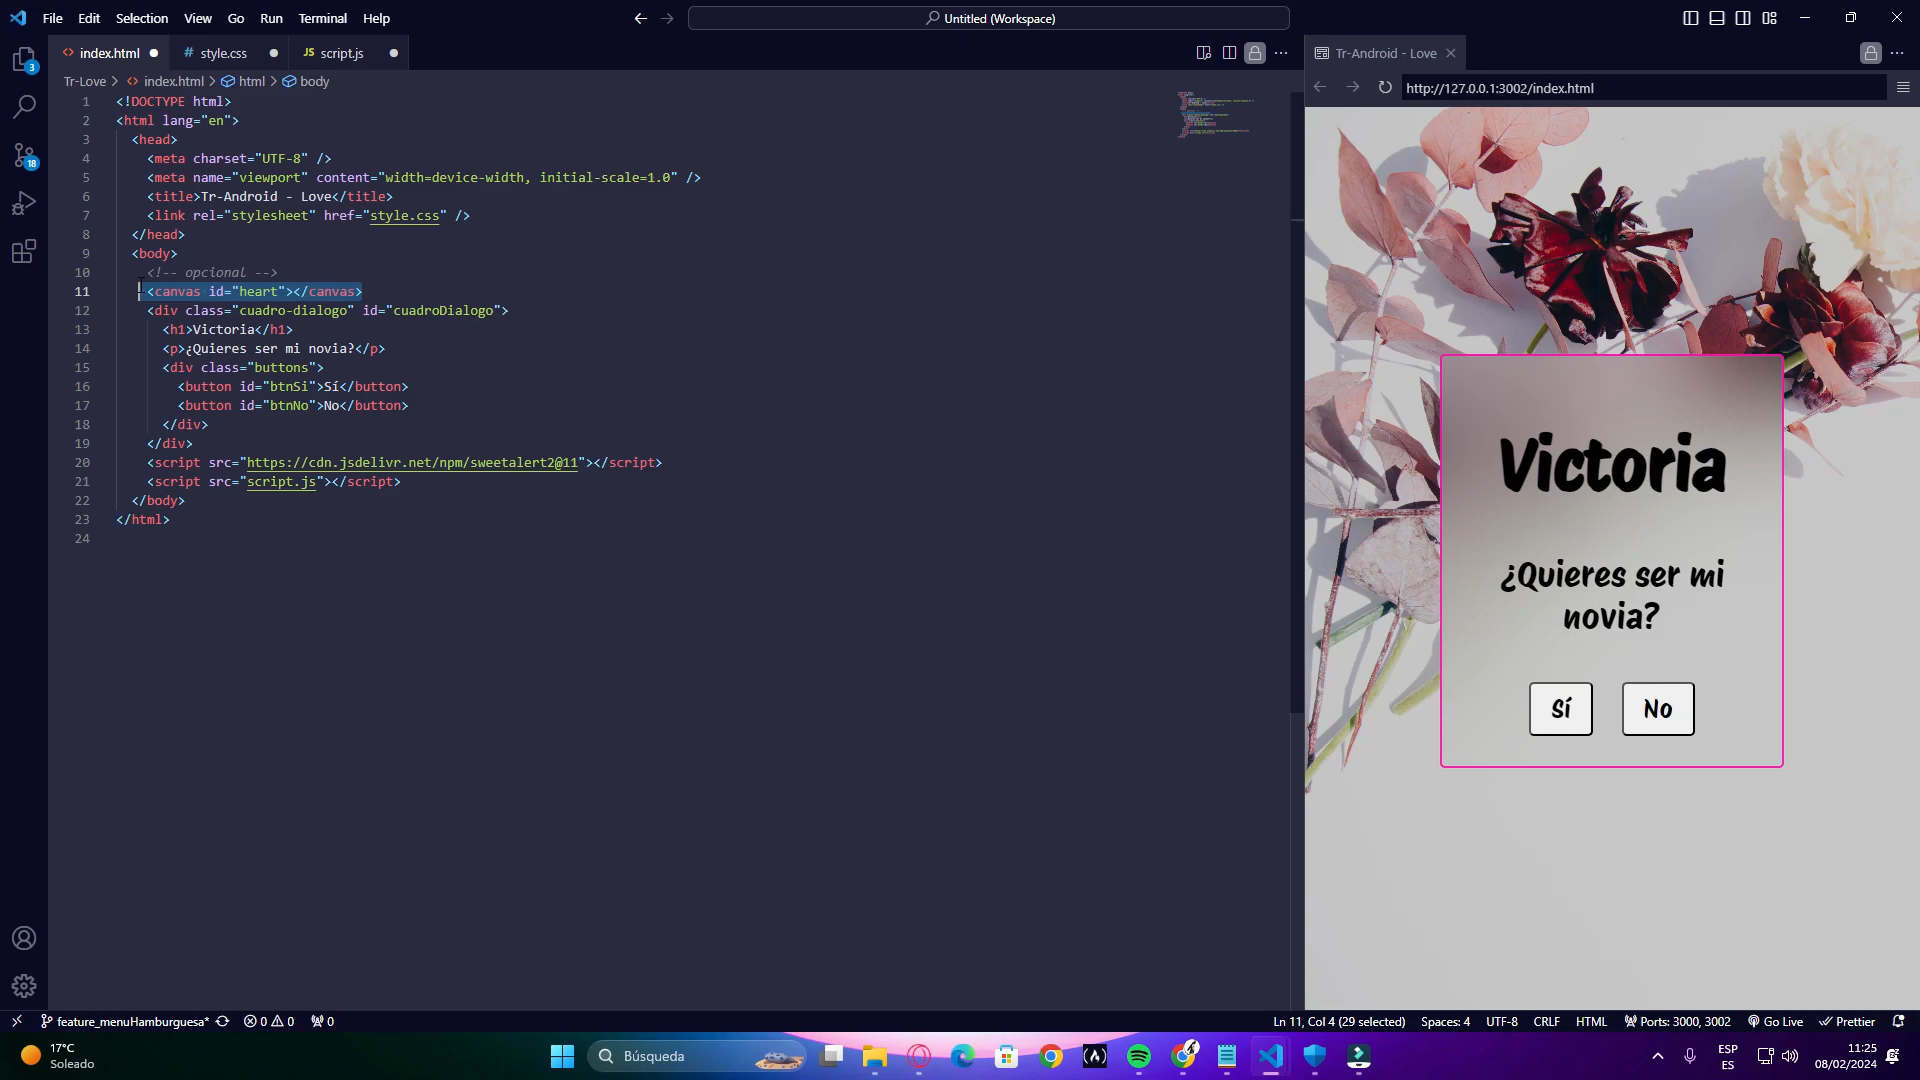 File Edit Selection View Go Run Terminal Help
Untitled (Workspace)
index.html
style.css
script.js
Tr-Love > index.html > html > body
1 <!DOCTYPE html>
2 <html lang="en">
3 <head>
4 <meta charset="UTF-8" />
5 <meta name="viewport" content="width=device-width, initial-scale=1.0" />
6 <title>Tr-Android - Love</title>
7 <link rel="stylesheet" href="style.css" />
8 </head>
9 <body>
10 <!-- opcional -->
11 <canvas id="heart"></canvas>
12 <div class="cuadro-dialogo" id="cuadroDialogo">
13 <h1>Victoria</h1>
14 <p>¿Quieres ser mi novia?</p>
15 <div class="buttons">
16 <button id="btnSi">Sí</button>
17 <button id="btnNo">No</button>
18 </div>
19 </div>
20 <script src="https://cdn.jsdelivr.net/npm/sweetalert2@11"></script>
21 <script src="script.js"></script>
22 </body>
23 </html>
24
3
18
Tr-Android - Love
http://127.0.0.1:3002/index.html
Victoria
¿Quieres ser mi
novia?
Sí
No
feature_menuHamburguesa* 0 0 0
Ln 11, Col 4 (29 selected) Spaces: 4 UTF-8 CRLF HTML Ports: 3000, 3002 Go Live Prettier
17°C
Soleado
Búsqueda
ESP
ES
11:25
08/02/2024